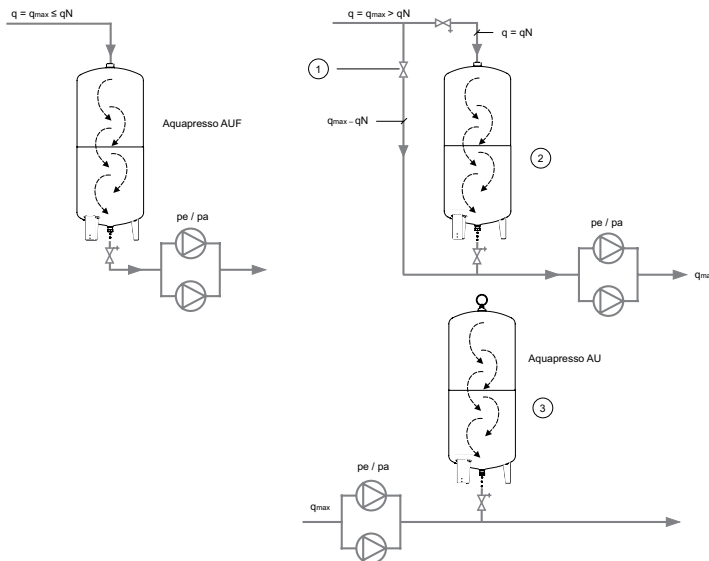 q = qmax ≤ qN
Aquapresso AUF
pe / pa
q = qmax > qN
q = qN
1
qmax – qN
2
pe / pa
qma
Aquapresso AU
3
pe / pa
qmax